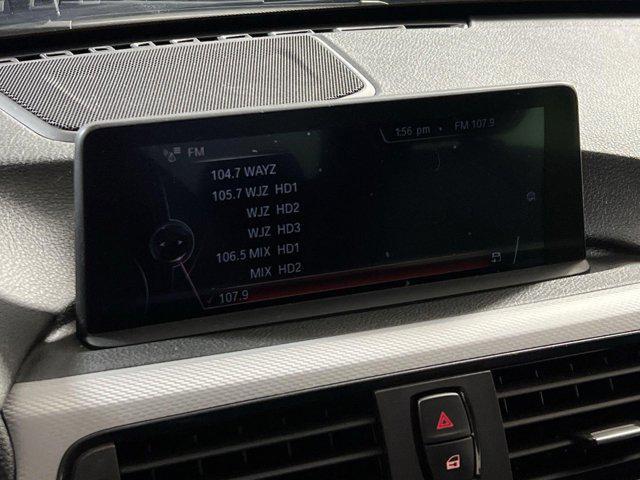 FM
1:56 pm • FM 107.9
104.7 WAYZ
105.7 WJZ HD1
WJZ HD2
WJZ HD3
106.5 MIX HD1
MIX HD2
107.9